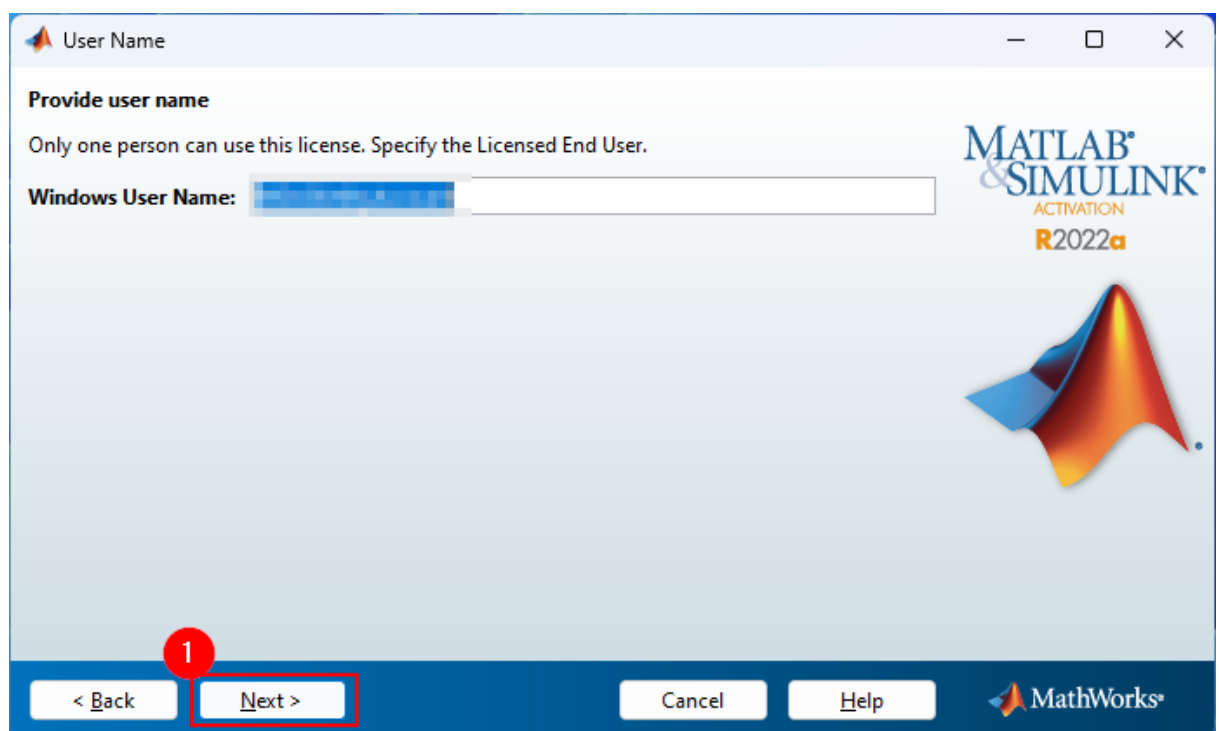 User Name
Provide user name
Only one person can use this license. Specify the Licensed End User.
Windows User Name:
MATLAB®
&SIMULINK®
ACTIVATION
R2022a
1
< Back
Next >
Cancel
Help
MathWorks®